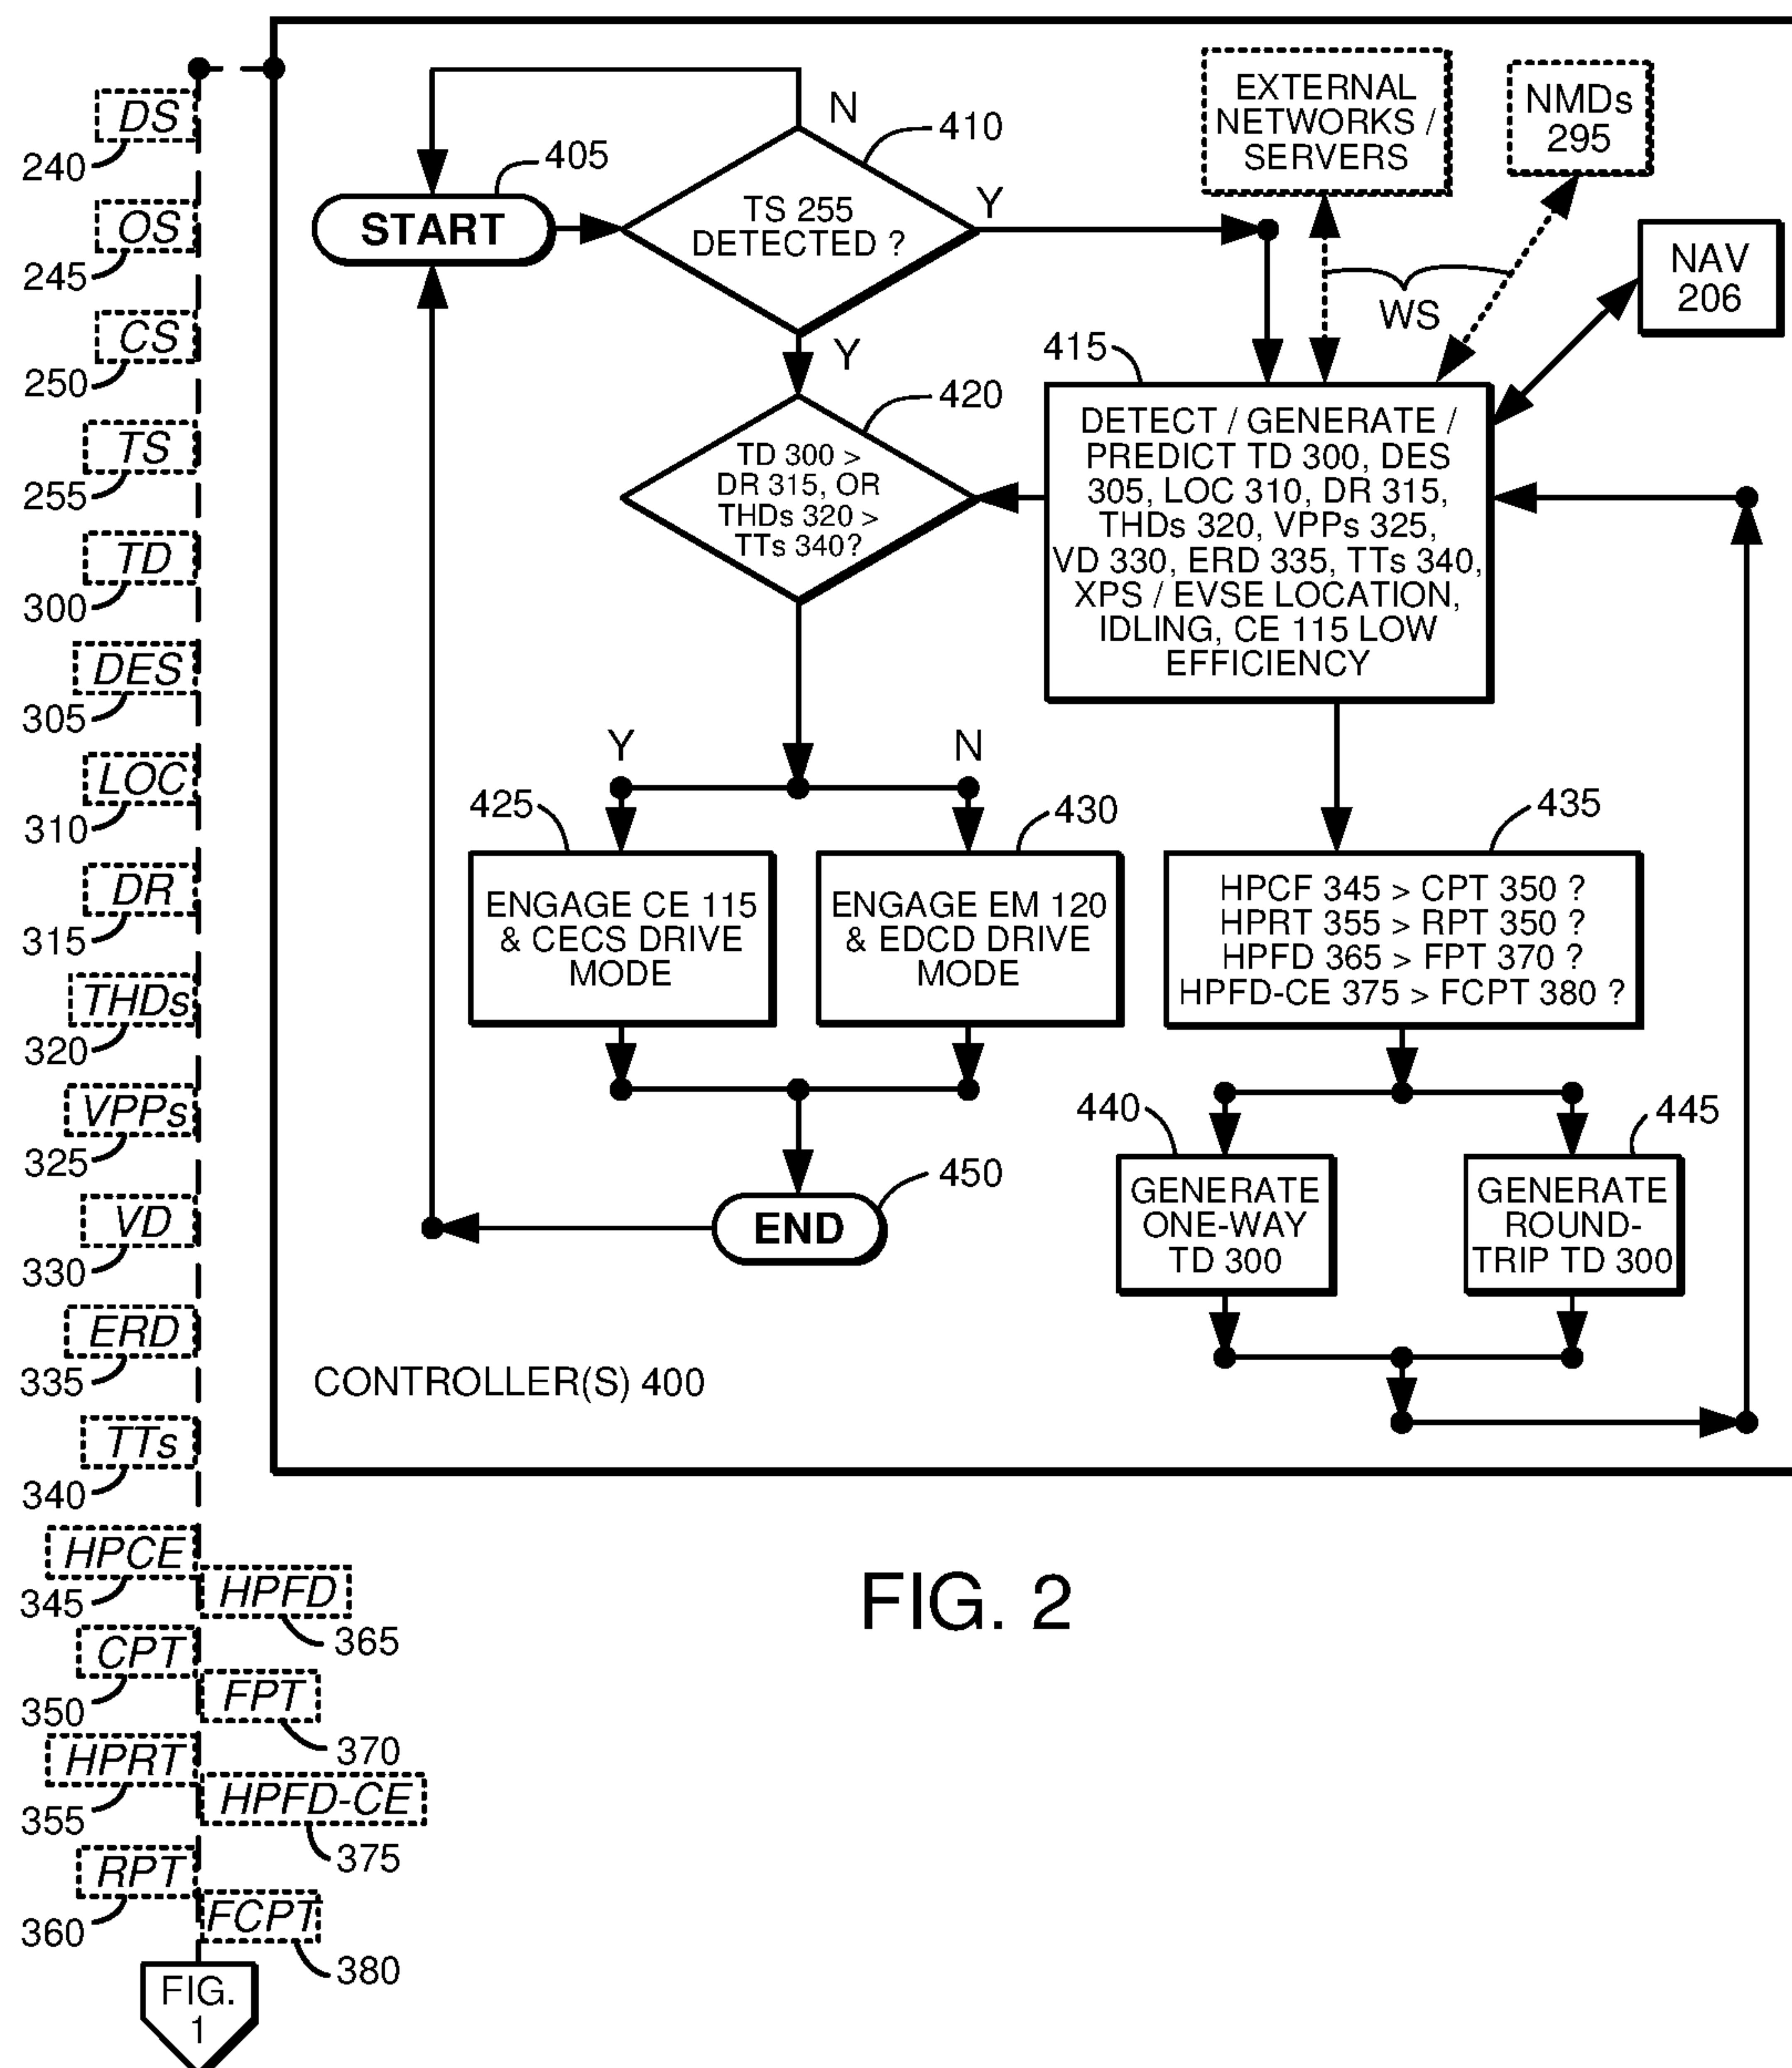 DS
240
OS
245
CS
250
TS
255
TD
300
DES
305
LOC
310
DR
315
THDs
320
VPPs
325
VD
330
ERD
335
TTs
340
HPCE
345
HPFD
365
CPT
350
FPT
370
HPRT
355
HPFD-CE
375
RPT
360
FCPT
380
FIG.
1
START
405
N
TS 255
DETECTED ?
410
Y
Y
EXTERNAL
NETWORKS /
SERVERS
NMDs
295
WS
NAV
206
415
DETECT / GENERATE /
PREDICT TD 300, DES
305, LOC 310, DR 315,
THDs 320, VPPs 325,
VD 330, ERD 335, TTs 340,
XPS / EVSE LOCATION,
IDLING, CE 115 LOW
EFFICIENCY
420
TD 300 >
DR 315, OR
THDs 320 >
TTs 340?
Y
N
425
ENGAGE CE 115
& CECS DRIVE
MODE
430
ENGAGE EM 120
& EDCD DRIVE
MODE
435
HPCF 345 > CPT 350 ?
HPRT 355 > RPT 350 ?
HPFD 365 > FPT 370 ?
HPFD-CE 375 > FCPT 380 ?
440
GENERATE
ONE-WAY
TD 300
445
GENERATE
ROUND-
TRIP TD 300
450
END
CONTROLLER(S) 400
FIG. 2